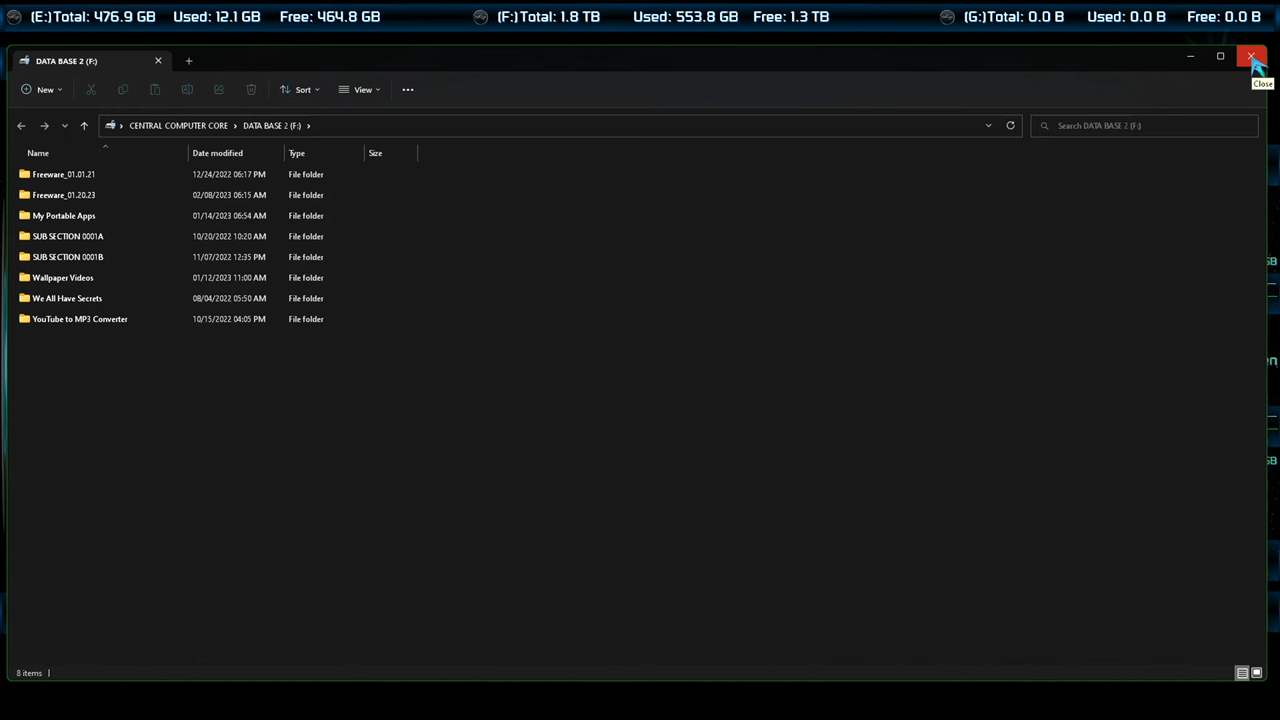 (E:)Total: 476.9 GB Used: 12.1 GB Free: 464.8 GB (F:)Total: 1.8 TB Used: 553.8 GB Free: 1.3 TB (G:)Total: 0.0 B Used: 0.0 B Free: 0.0 B
DATA BASE 2 (F:)
Close
New Sort View
CENTRAL COMPUTER CORE > DATA BASE 2 (F:) > Search DATA BASE 2 (F:)
Name Date modified Type Size
Freeware_01.01.21 12/24/2022 06:17 PM File folder
Freeware_01.20.23 02/08/2023 06:15 AM File folder
My Portable Apps 01/14/2023 06:54 AM File folder
SUB SECTION 0001A 10/20/2022 10:20 AM File folder
SUB SECTION 0001B 11/07/2022 12:35 PM File folder
Wallpaper Videos 01/12/2023 11:00 AM File folder
We All Have Secrets 08/04/2022 05:50 AM File folder
YouTube to MP3 Converter 10/15/2022 04:05 PM File folder
8 items